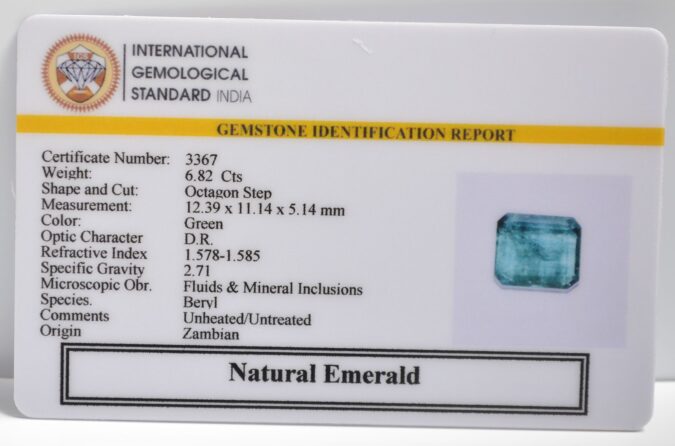 IGS
INTERNATIONAL
GEMOLOGICAL
STANDARD INDIA
GEMSTONE IDENTIFICATION REPORT
Certificate Number: 3367
Weight: 6.82 Cts
Shape and Cut: Octagon Step
Measurement: 12.39 x 11.14 x 5.14 mm
Color: Green
Optic Character D.R.
Refractive Index 1.578-1.585
Specific Gravity 2.71
Microscopic Obr. Fluids & Mineral Inclusions
Species. Beryl
Comments Unheated/Untreated
Origin Zambian
Natural Emerald